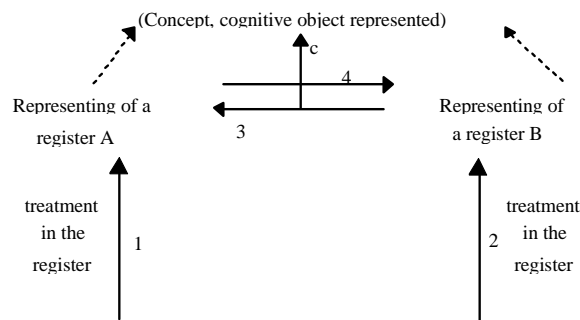 (Concept, cognitive object represented)
c
4
Representing of a
register A
3
Representing of
a register B
treatment
in the
register
1
2
treatment
in the
register